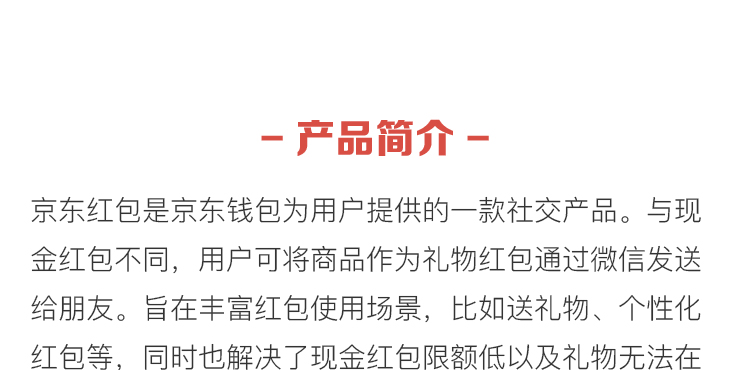 – 产品简介 –
京东红包是京东钱包为用户提供的一款社交产品。与现
金红包不同，用户可将商品作为礼物红包通过微信发送
给朋友。旨在丰富红包使用场景，比如送礼物、个性化
红包等，同时也解决了现金红包限额低以及礼物无法在